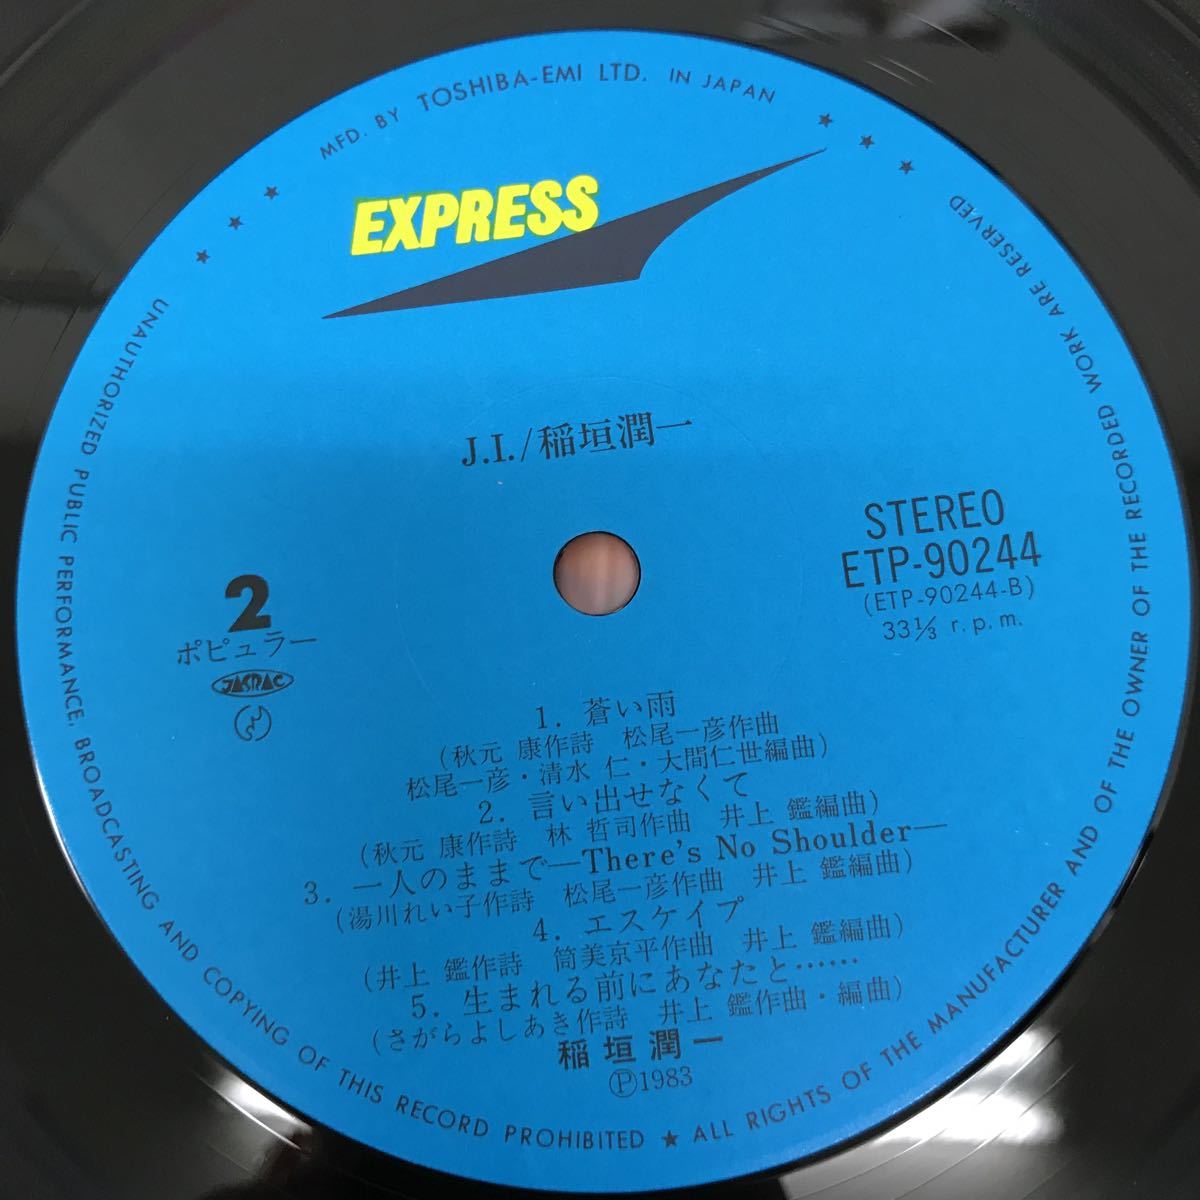 MFD. BY TOSHIBA-EMI LTD. IN JAPAN ★ ★ ★
★ ★ ★
EXPRESS
J.I./稲垣潤一
STEREO
ETP-90244
(ETP-90244-B)
33⅓ r.p.m.
2
ポピュラー
JASRAC
1. 蒼い雨
(秋元 康作詩 松尾一彦作曲
松尾一彦・清水 仁・大間仁世編曲)
2. 言い出せなくて
(秋元 康作詩 林 哲司作曲 井上 鑑編曲)
3. 一人のままで—There's No Shoulder—
(湯川れい子作詩 松尾一彦作曲 井上 鑑編曲)
4. エスケイプ
(井上 鑑作詩 筒美京平作曲 井上 鑑編曲)
5. 生まれる前にあなたと……
(さがらよしあき作詩 井上 鑑作曲・編曲)
稲垣潤一
Ⓟ1983
UNAUTHORIZED PUBLIC PERFORMANCE, BROADCASTING AND COPYING OF THIS RECORD PROHIBITED ★ ALL RIGHTS OF THE MANUFACTURER AND OF THE OWNER OF THE RECORDED WORK ARE RESERVED